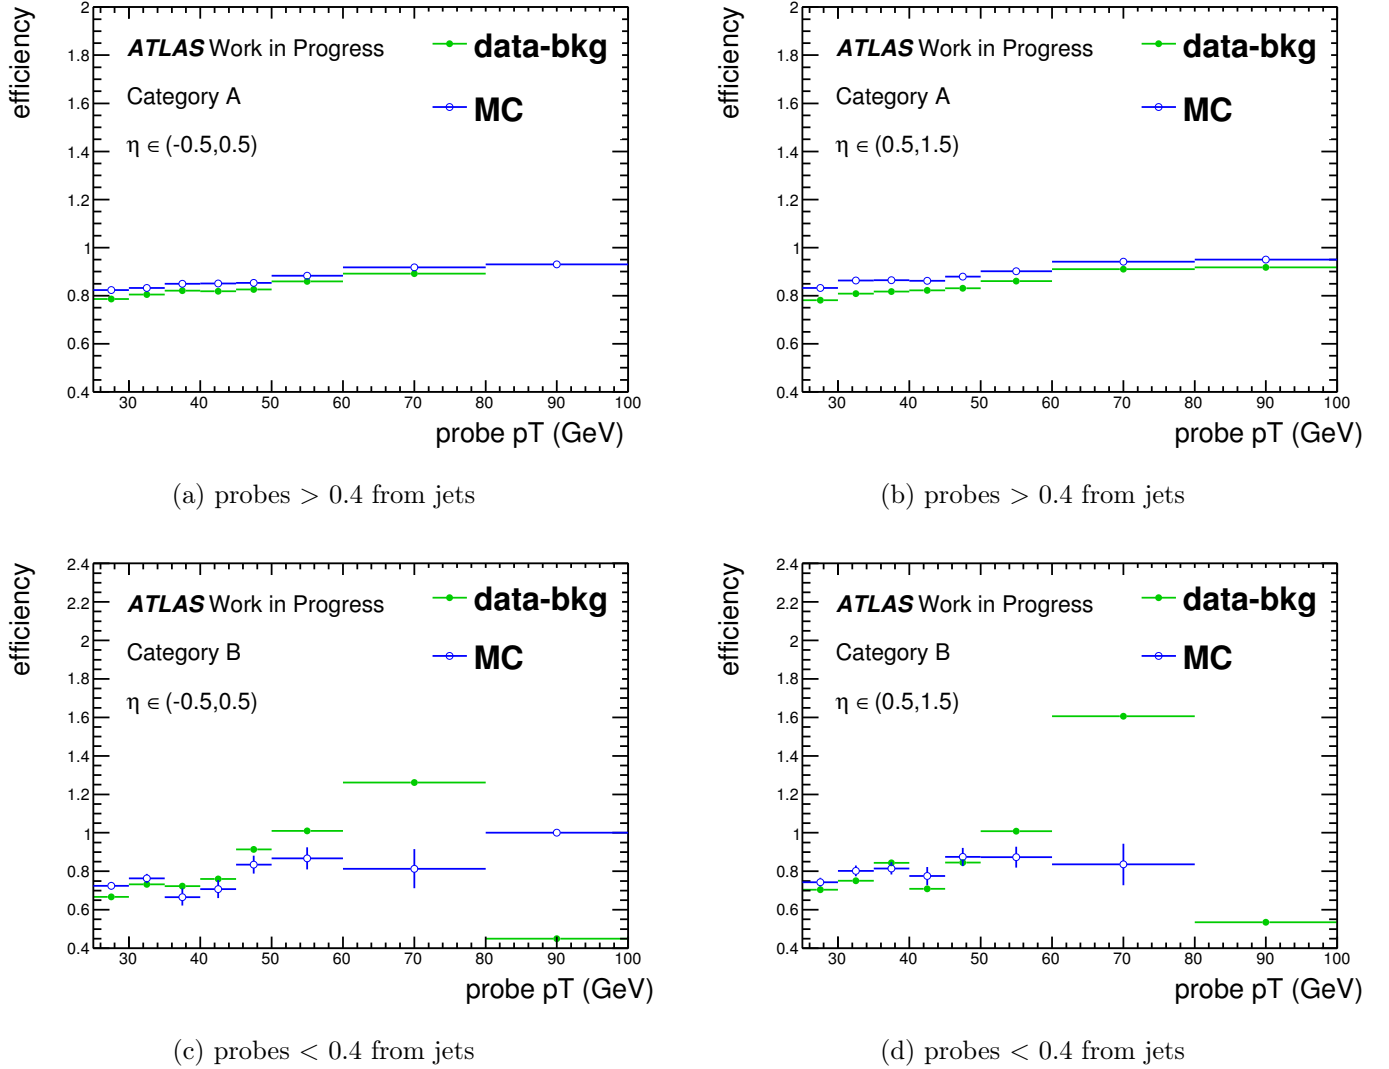 efficiency
2
1.8
1.6
1.4
1.2
1
0.8
0.6
0.4
ATLAS Work in Progress
Category A
η ∈ (-0.5,0.5)
data-bkg
MC
30 40 50 60 70 80 90 100
probe pT (GeV)
(a) probes > 0.4 from jets
efficiency
2
1.8
1.6
1.4
1.2
1
0.8
0.6
0.4
ATLAS Work in Progress
Category A
η ∈ (0.5,1.5)
data-bkg
MC
30 40 50 60 70 80 90 100
probe pT (GeV)
(b) probes > 0.4 from jets
efficiency
2.4
2.2
2
1.8
1.6
1.4
1.2
1
0.8
0.6
0.4
ATLAS Work in Progress
Category B
η ∈ (-0.5,0.5)
data-bkg
MC
30 40 50 60 70 80 90 100
probe pT (GeV)
(c) probes < 0.4 from jets
efficiency
2.4
2.2
2
1.8
1.6
1.4
1.2
1
0.8
0.6
0.4
ATLAS Work in Progress
Category B
η ∈ (0.5,1.5)
data-bkg
MC
30 40 50 60 70 80 90 100
probe pT (GeV)
(d) probes < 0.4 from jets